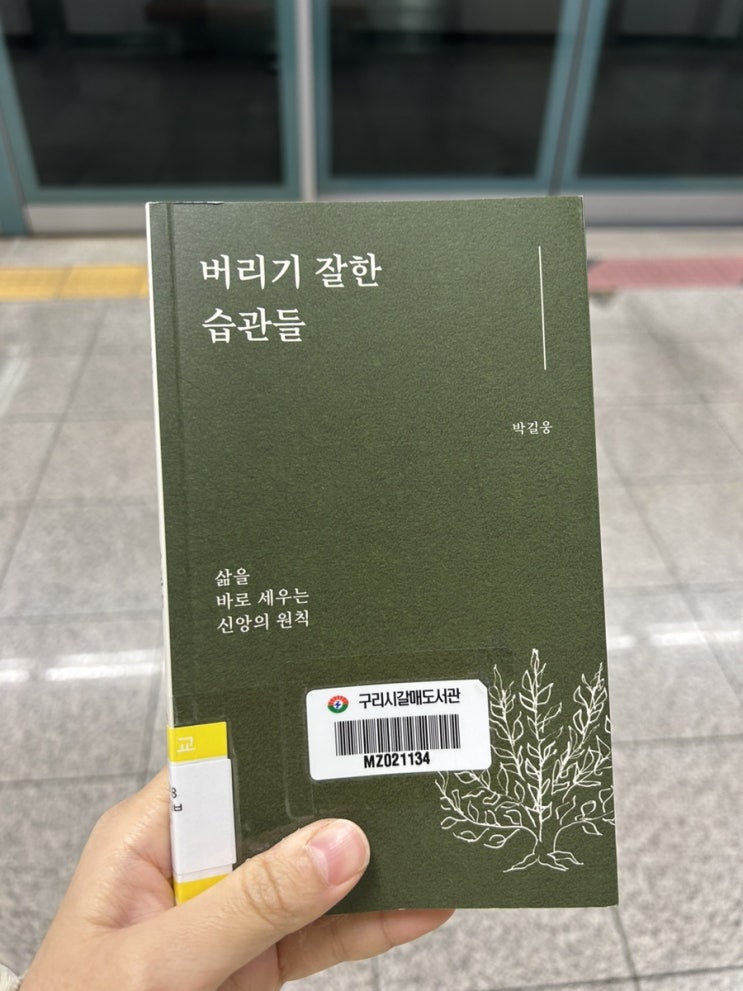 버리기 잘한
습관들
박길웅
삶을
바로 세우는
신앙의 원칙
구리시갈매도서관
MZ021134
교
8